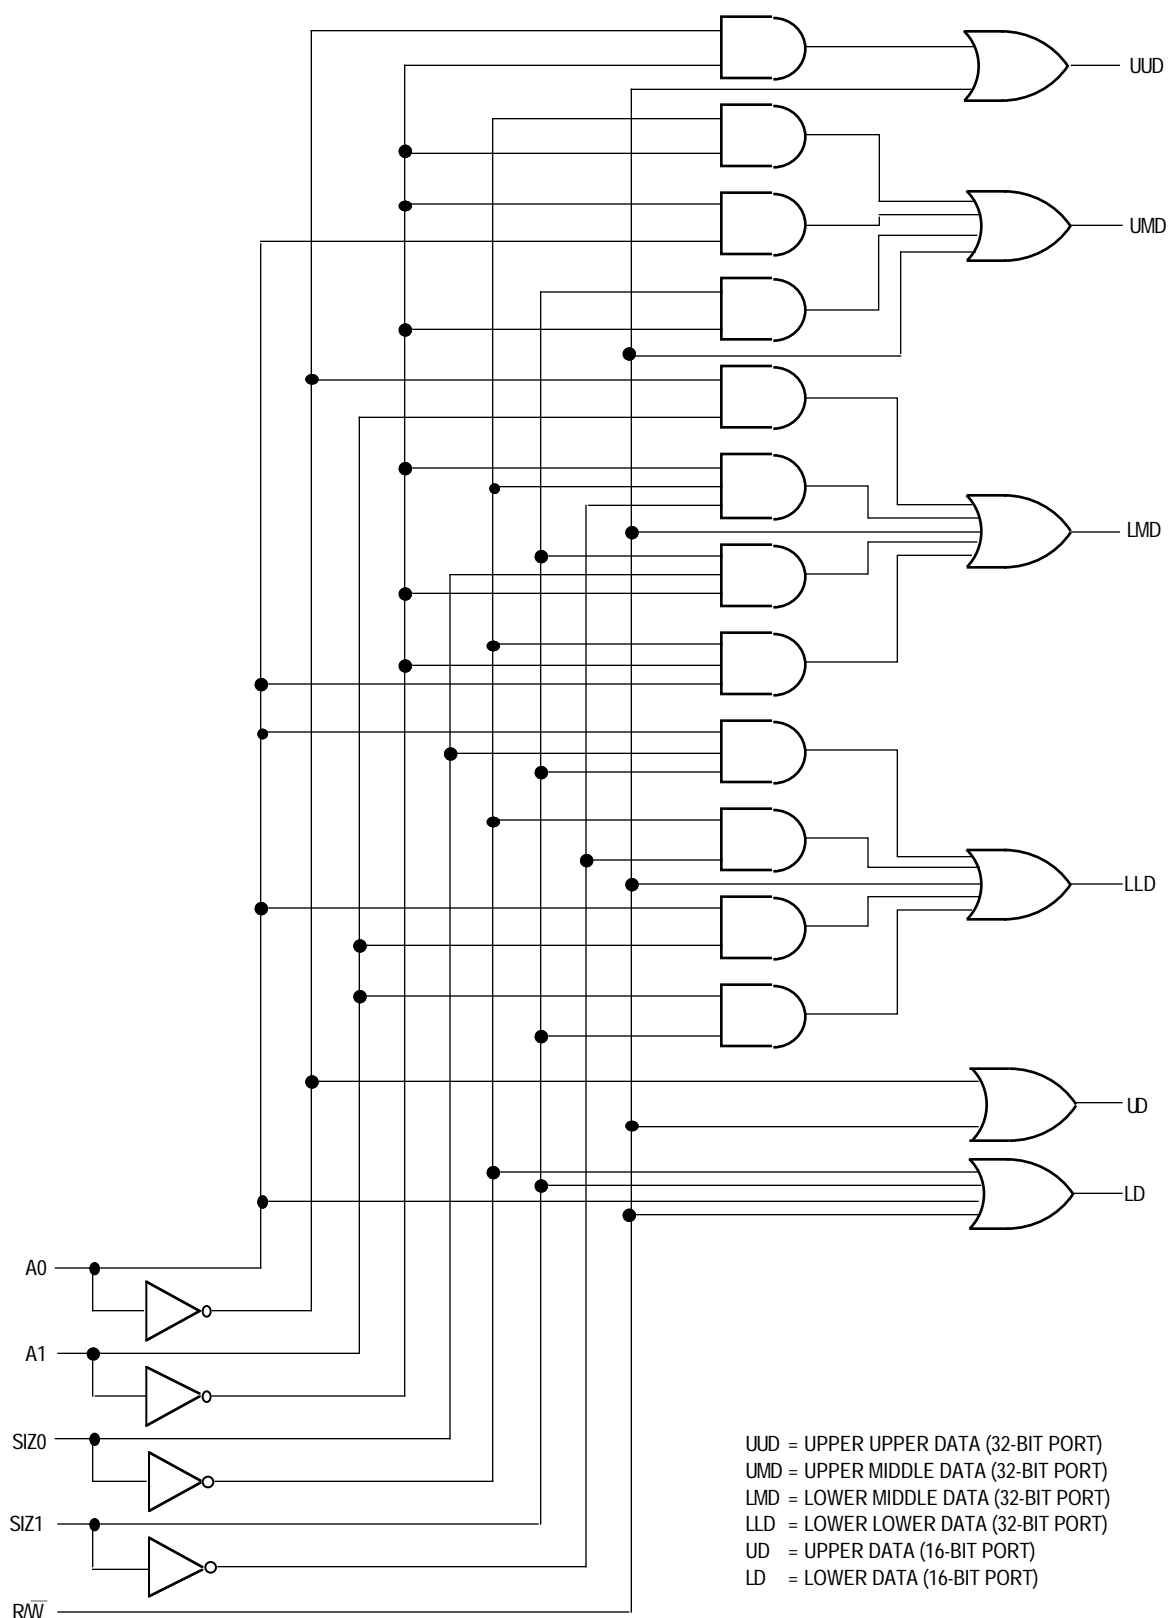 UUD
UMD
LMD
LLD
UD
LD
A0
A1
SIZ0
SIZ1
R/W̅
UUD = UPPER UPPER DATA (32-BIT PORT)
UMD = UPPER MIDDLE DATA (32-BIT PORT)
LMD = LOWER MIDDLE DATA (32-BIT PORT)
LLD = LOWER LOWER DATA (32-BIT PORT)
UD = UPPER DATA (16-BIT PORT)
LD = LOWER DATA (16-BIT PORT)